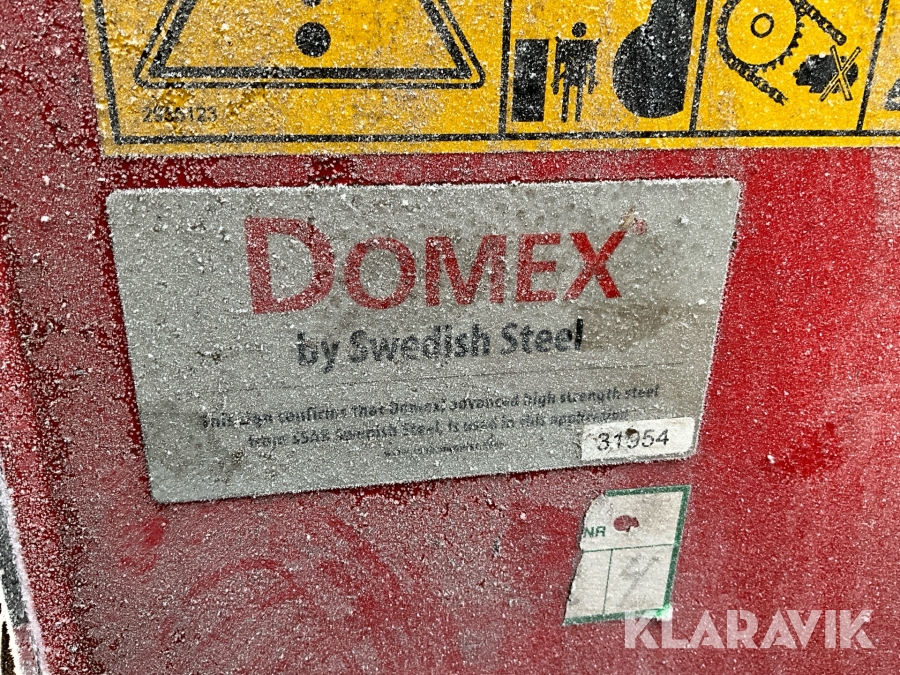 DOMEX®
by Swedish Steel
This sign confirms that Domex, advanced high strength steel
from SSAB Swedish Steel, is used in this application
31954
NR
KLARAVIK